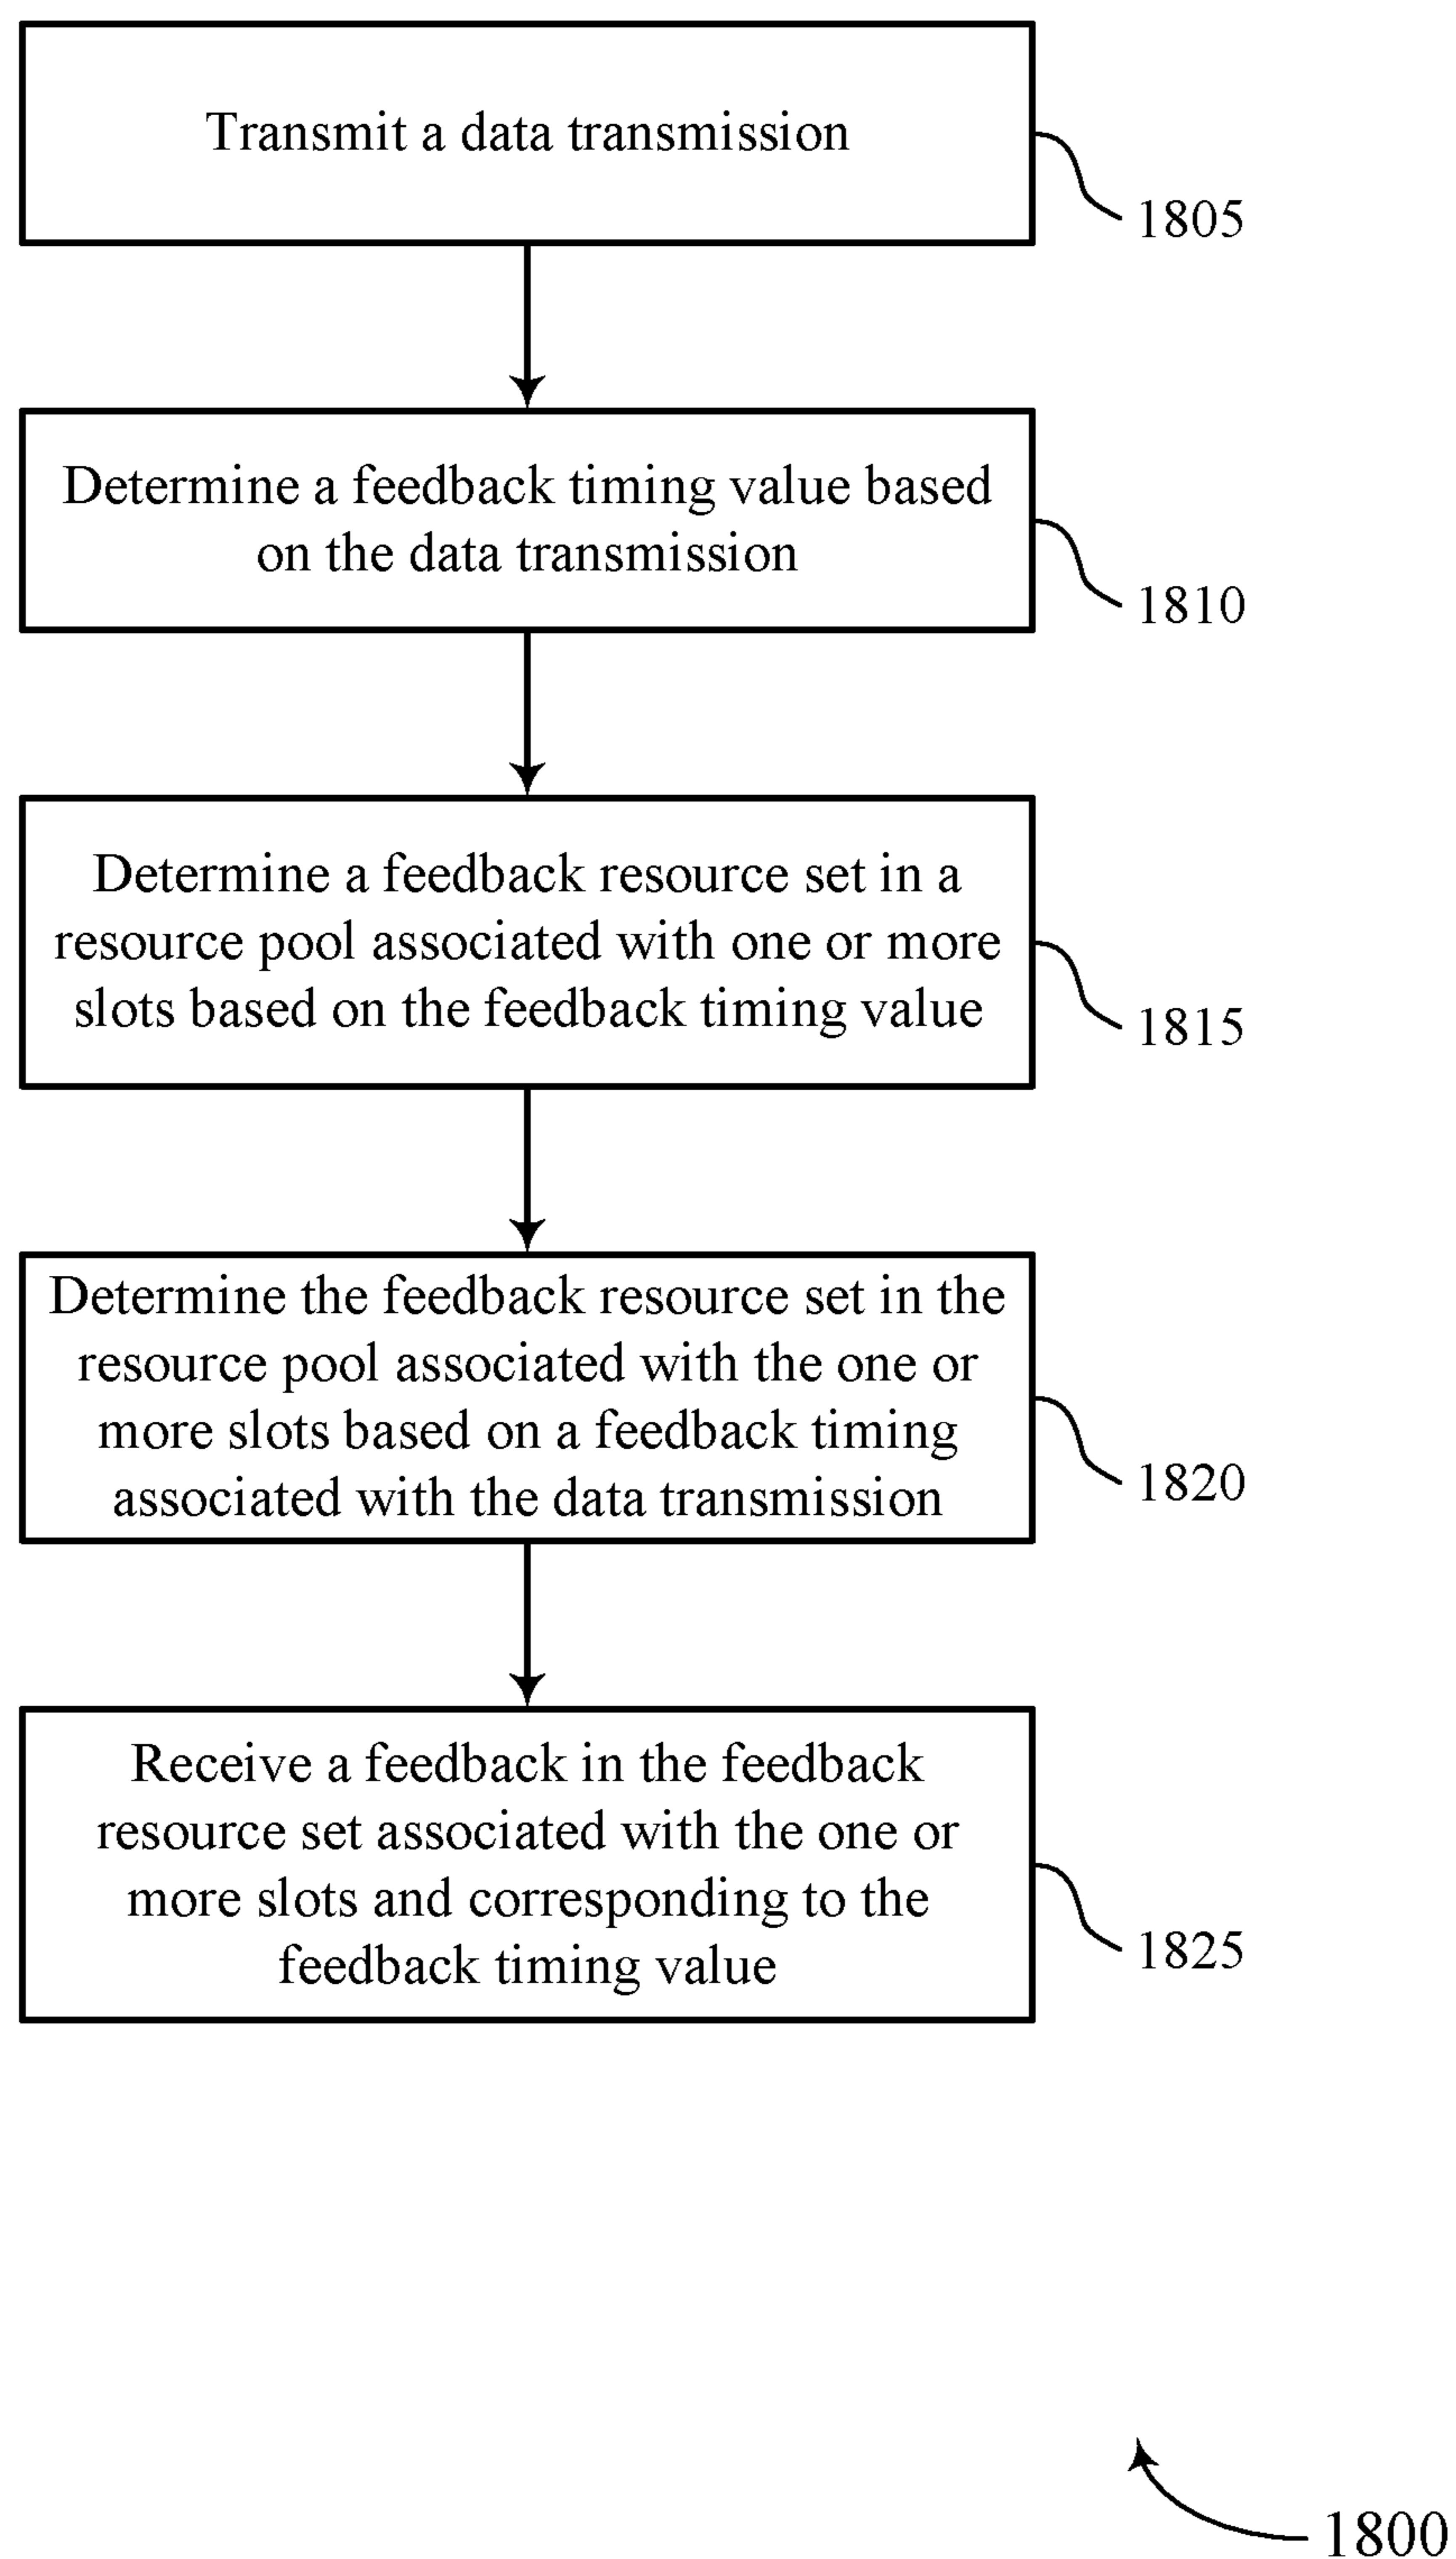 Transmit a data transmission
1805
Determine a feedback timing value based
on the data transmission
1810
Determine a feedback resource set in a
resource pool associated with one or more
slots based on the feedback timing value
1815
Determine the feedback resource set in the
resource pool associated with the one or
more slots based on a feedback timing
associated with the data transmission
1820
Receive a feedback in the feedback
resource set associated with the one or
more slots and corresponding to the
feedback timing value
1825
1800